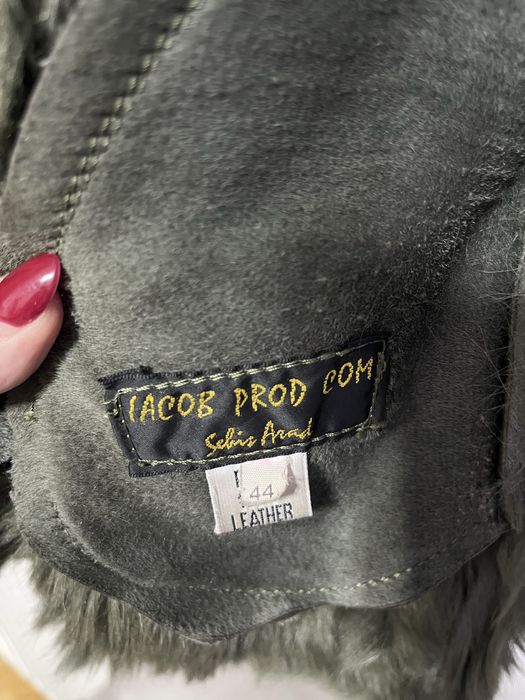 IACOB PROD COM
Sebis Arad
44
LEATHER